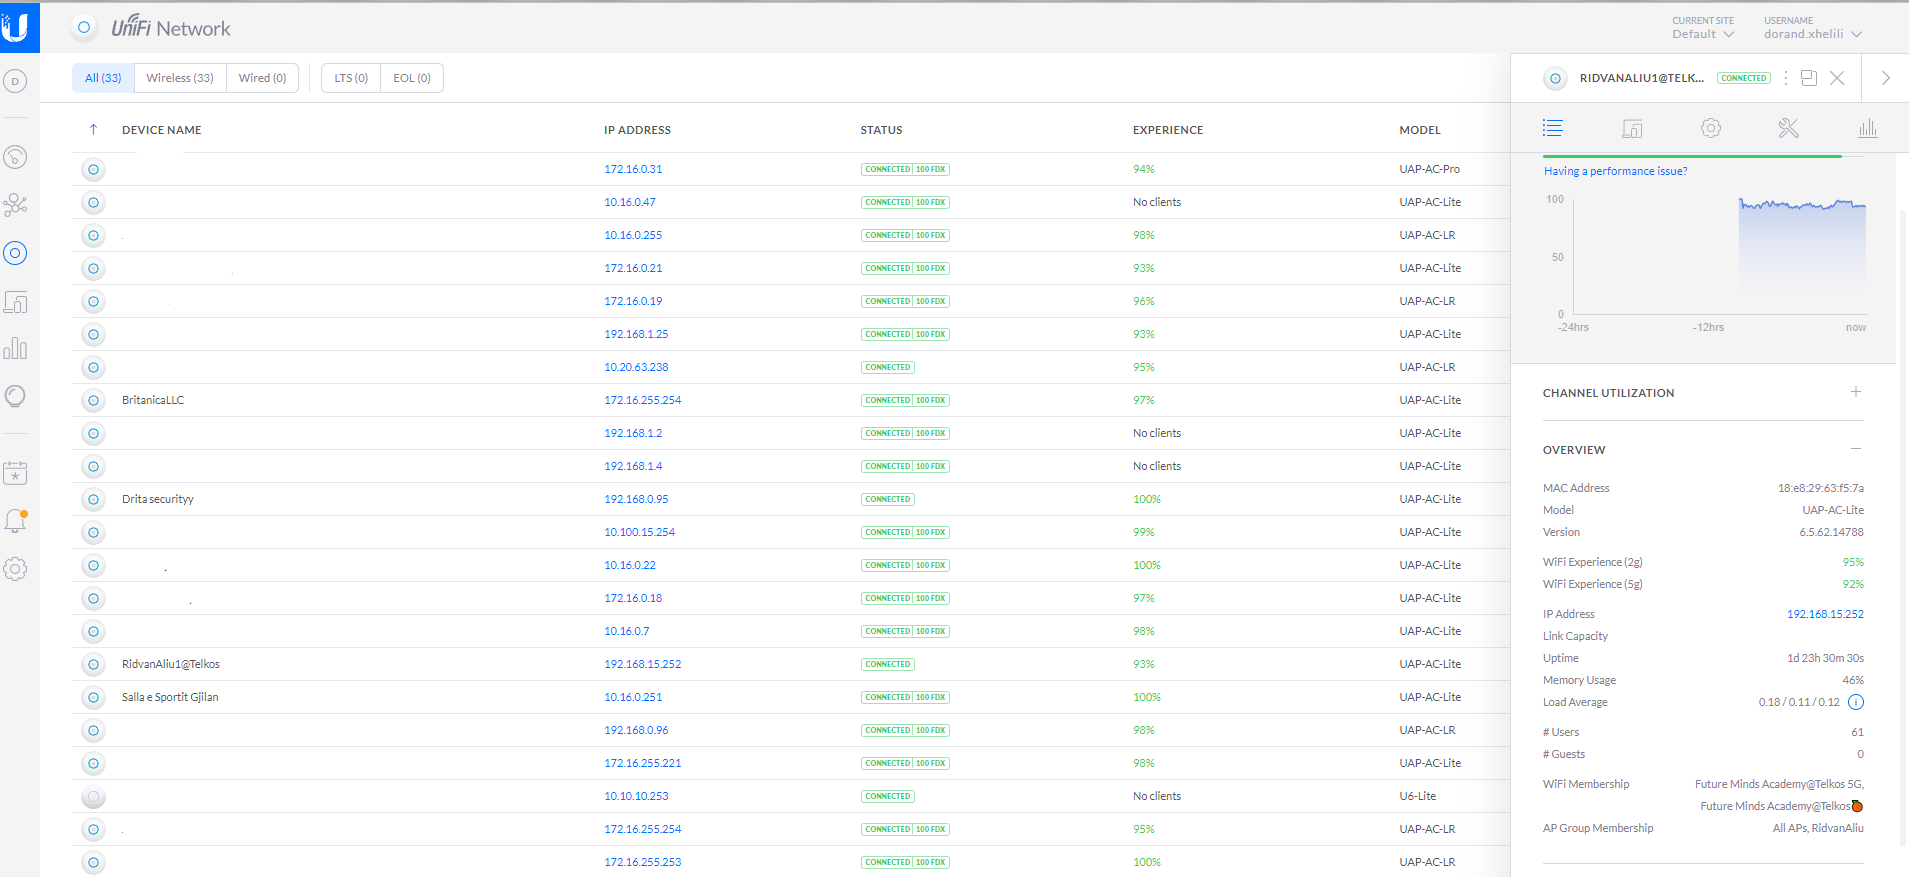 UniFi Network
CURRENT SITE
Default
USERNAME
dorand.xhelili
D
All (33) Wireless (33) Wired (0) LTS (0) EOL (0)
DEVICE NAME IP ADDRESS STATUS EXPERIENCE MODEL
172.16.0.31 CONNECTED 100 FDX 94% UAP-AC-Pro
10.16.0.47 CONNECTED 100 FDX No clients UAP-AC-Lite
10.16.0.255 CONNECTED 100 FDX 98% UAP-AC-LR
172.16.0.21 CONNECTED 100 FDX 93% UAP-AC-Lite
172.16.0.19 CONNECTED 100 FDX 96% UAP-AC-LR
192.168.1.25 CONNECTED 100 FDX 93% UAP-AC-Lite
10.20.63.238 CONNECTED 95% UAP-AC-LR
BritanicaLLC 172.16.255.254 CONNECTED 100 FDX 97% UAP-AC-Lite
192.168.1.2 CONNECTED 100 FDX No clients UAP-AC-Lite
192.168.1.4 CONNECTED 100 FDX No clients UAP-AC-Lite
Drita securityy 192.168.0.95 CONNECTED 100% UAP-AC-Lite
10.100.15.254 CONNECTED 100 FDX 99% UAP-AC-Lite
10.16.0.22 CONNECTED 100 FDX 100% UAP-AC-Lite
172.16.0.18 CONNECTED 100 FDX 97% UAP-AC-Lite
10.16.0.7 CONNECTED 100 FDX 98% UAP-AC-Lite
RidvanAliu1@Telkos 192.168.15.252 CONNECTED 93% UAP-AC-Lite
Salla e Sportit Gjilan 10.16.0.251 CONNECTED 100 FDX 100% UAP-AC-Lite
192.168.0.96 CONNECTED 100 FDX 98% UAP-AC-LR
172.16.255.221 CONNECTED 100 FDX 98% UAP-AC-Lite
10.10.10.253 CONNECTED No clients U6-Lite
172.16.255.254 CONNECTED 100 FDX 95% UAP-AC-LR
172.16.255.253 CONNECTED 100 FDX 100% UAP-AC-LR
RIDVANALIU1@TELK... CONNECTED
Having a performance issue?
100
50
0
-24hrs -12hrs now
CHANNEL UTILIZATION
OVERVIEW
MAC Address 18:e8:29:63:f5:7a
Model UAP-AC-Lite
Version 6.5.62.14788
WiFi Experience (2g) 95%
WiFi Experience (5g) 92%
IP Address 192.168.15.252
Link Capacity
Uptime 1d 23h 30m 30s
Memory Usage 46%
Load Average 0.18 / 0.11 / 0.12
# Users 61
# Guests 0
WiFi Membership Future Minds Academy@Telkos 5G,
Future Minds Academy@Telkos
AP Group Membership All APs, RidvanAliu